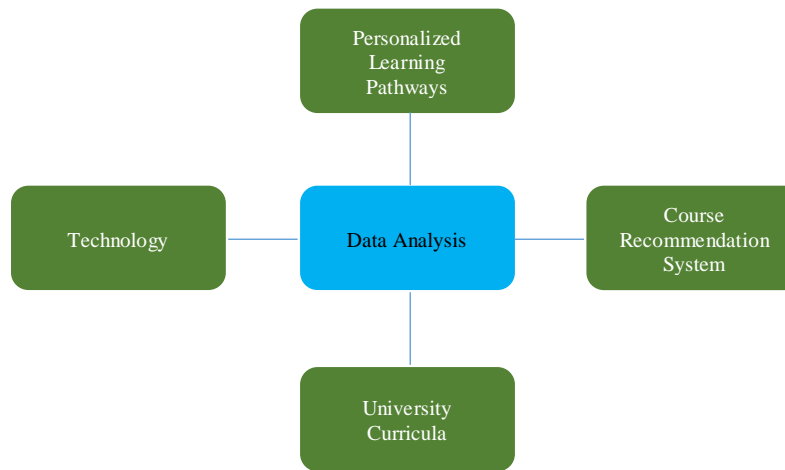 Personalized
Learning
Pathways
Technology
Data Analysis
Course
Recommendation
System
University
Curricula